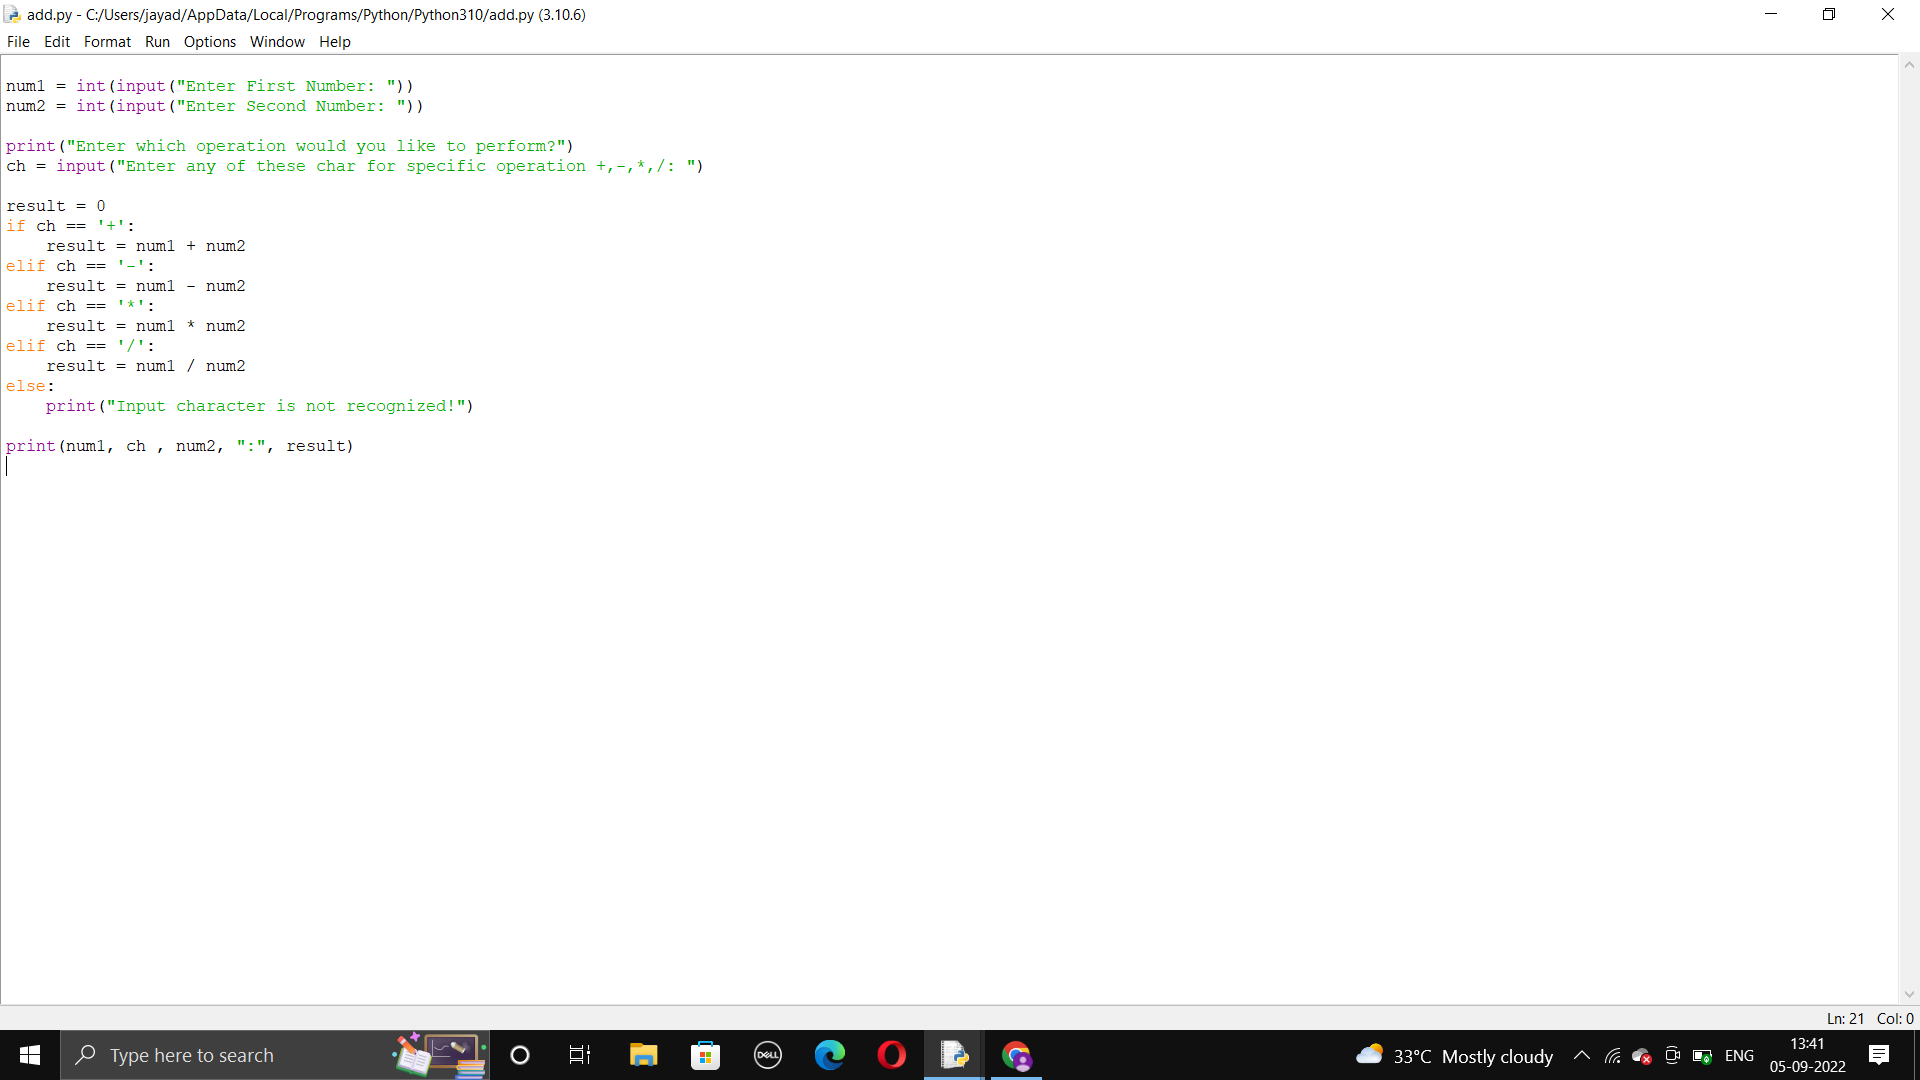 add.py - C:/Users/jayad/AppData/Local/Programs/Python/Python310/add.py (3.10.6)
File Edit Format Run Options Window Help
num1 = int(input("Enter First Number: "))
num2 = int(input("Enter Second Number: "))
print("Enter which operation would you like to perform?")
ch = input("Enter any of these char for specific operation +,-,*,/: ")
result = 0
if ch == '+':
    result = num1 + num2
elif ch == '-':
    result = num1 - num2
elif ch == '*':
    result = num1 * num2
elif ch == '/':
    result = num1 / num2
else:
    print("Input character is not recognized!")
print(num1, ch , num2, ":", result)
Ln: 21 Col: 0
Type here to search
DELL
33°C Mostly cloudy
ENG
13:41
05-09-2022